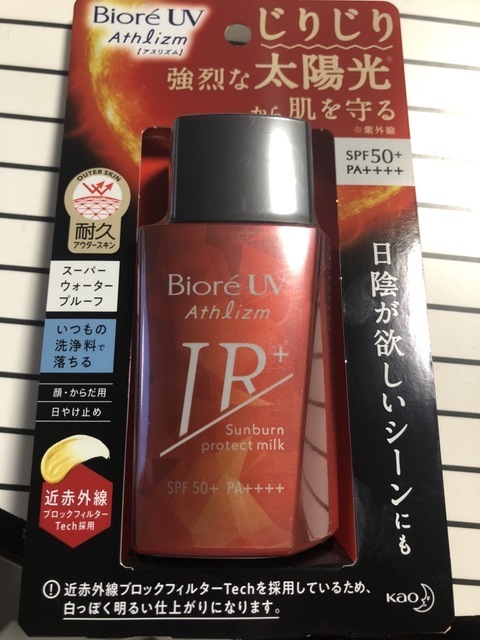 Bioré UV
Athlizm
【アスリズム】
じりじり
強烈な太陽光※
から肌を守る
※紫外線
SPF50+
PA++++
OUTER SKIN
耐久
アウタースキン
スーパー
ウォーター
プルーフ
いつもの
洗浄料で
落ちる
顔・からだ用
日やけ止め
近赤外線
ブロックフィルター
Tech採用
日陰が欲しいシーンにも
Bioré UV
Athlizm
IR+
Sunburn
protect milk
SPF 50+ PA++++
! 近赤外線ブロックフィルターTechを採用しているため、
白っぽく明るい仕上がりになります。
Kao